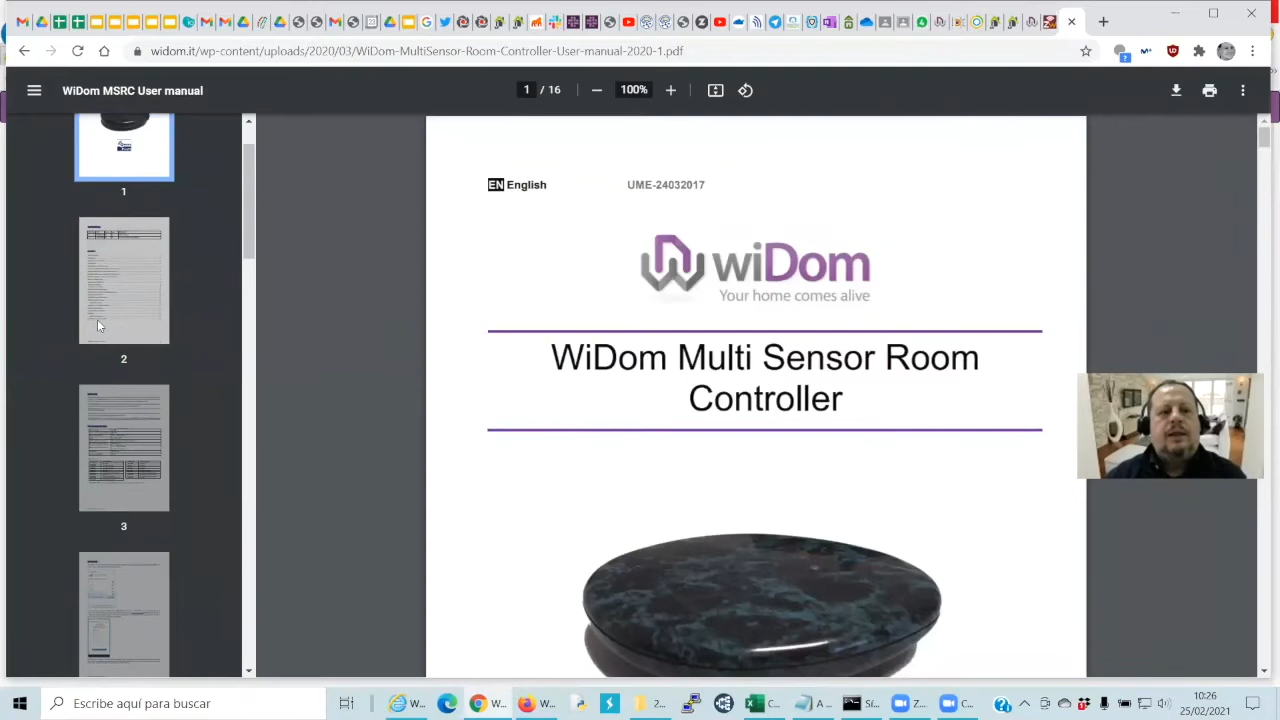 widom.it/wp-content/uploads/2020/03/WiDom-MultiSensor-Room-Controller-User-manual-2020-1.pdf
WiDom MSRC User manual
1 / 16
100%
EN English
UME-24032017
wiDom
Your home comes alive
WiDom Multi Sensor Room
Controller
1
2
3
Escribe aquí para buscar
W...
W...
W...
W...
C...
A...
Sí...
Z...
C...
10:26
25/02/2021